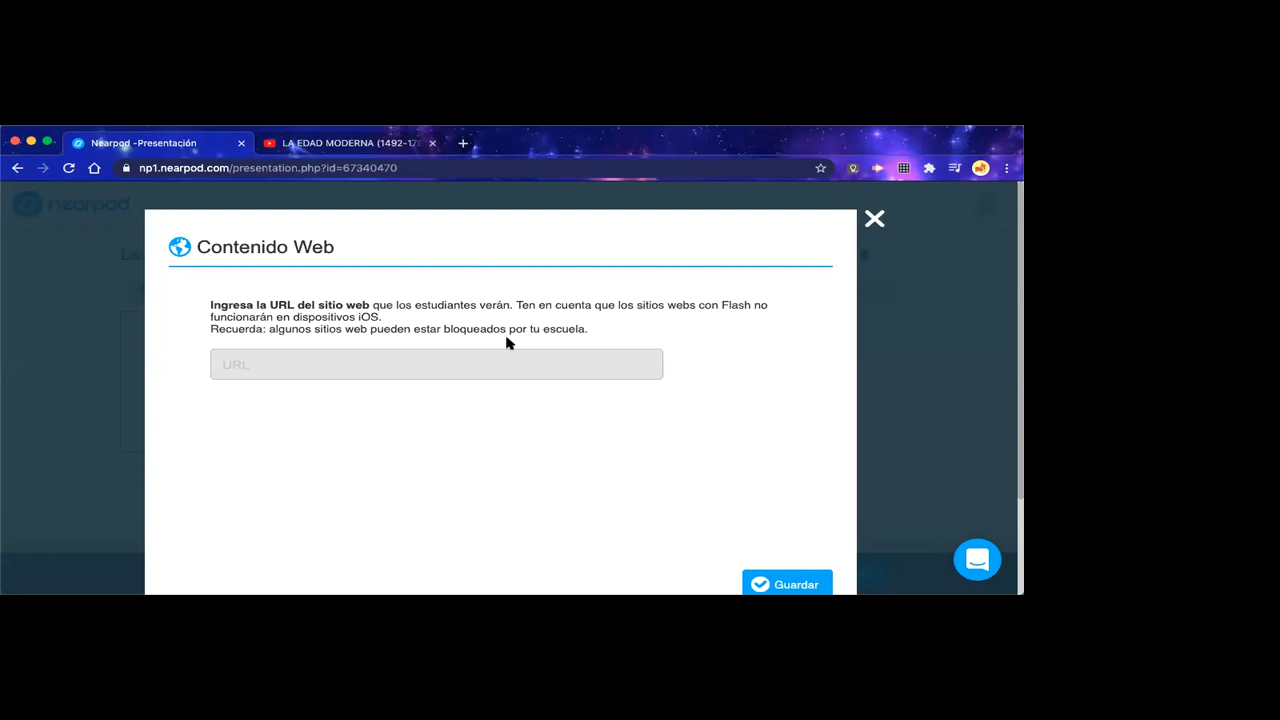 Nearpod -Presentación
LA EDAD MODERNA (1492-17
np1.nearpod.com/presentation.php?id=67340470
nearpod
Contenido Web
Ingresa la URL del sitio web que los estudiantes verán. Ten en cuenta que los sitios webs con Flash no
funcionarán en dispositivos iOS.
Recuerda: algunos sitios web pueden estar bloqueados por tu escuela.
URL
Guardar